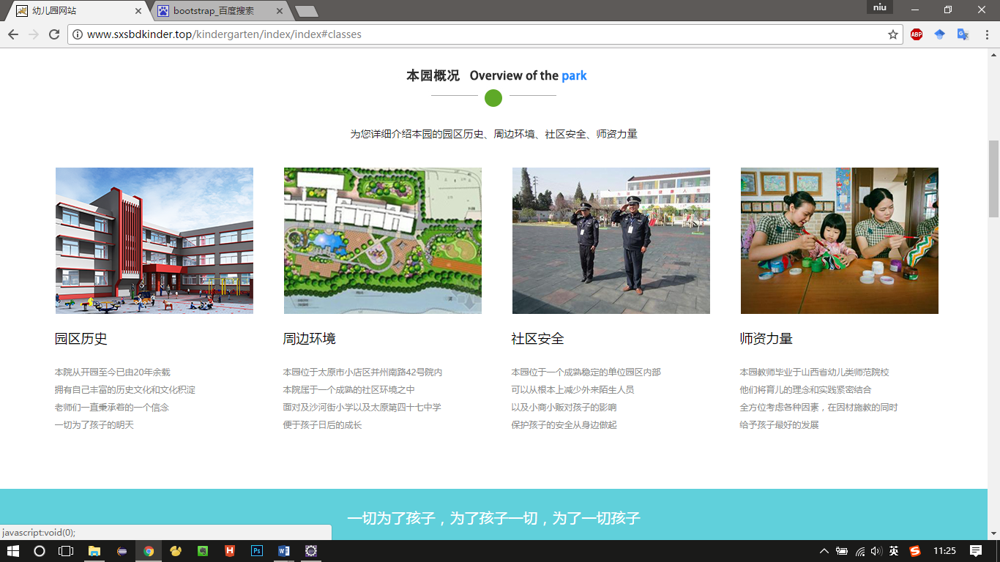 幼儿园网站
bootstrap_百度搜索
niu
www.sxsbdkinder.top/kindergarten/index/index#classes
ABP
本园概况 Overview of the park
为您详细介绍本园的园区历史、周边环境、社区安全、师资力量
园区历史
本院从开园至今已由20年余载
拥有自己丰富的历史文化和文化积淀
老师们一直秉承着的一个信念
一切为了孩子的明天
周边环境
本园位于太原市小店区并州南路42号院内
本院属于一个成熟的社区环境之中
面对及沙河街小学以及太原第四十七中学
便于孩子日后的成长
社区安全
本园位于一个成熟稳定的单位园区内部
可以从根本上减少外来陌生人员
以及小商小贩对孩子的影响
保护孩子的安全从身边做起
师资力量
本园教师毕业于山西省幼儿类师范院校
他们将育儿的理念和实践紧密结合
全方位考虑各种因素，在因材施教的同时
给予孩子最好的发展
一切为了孩子，为了孩子一切，为了一切孩子
javascript:void(0);
英
11:25